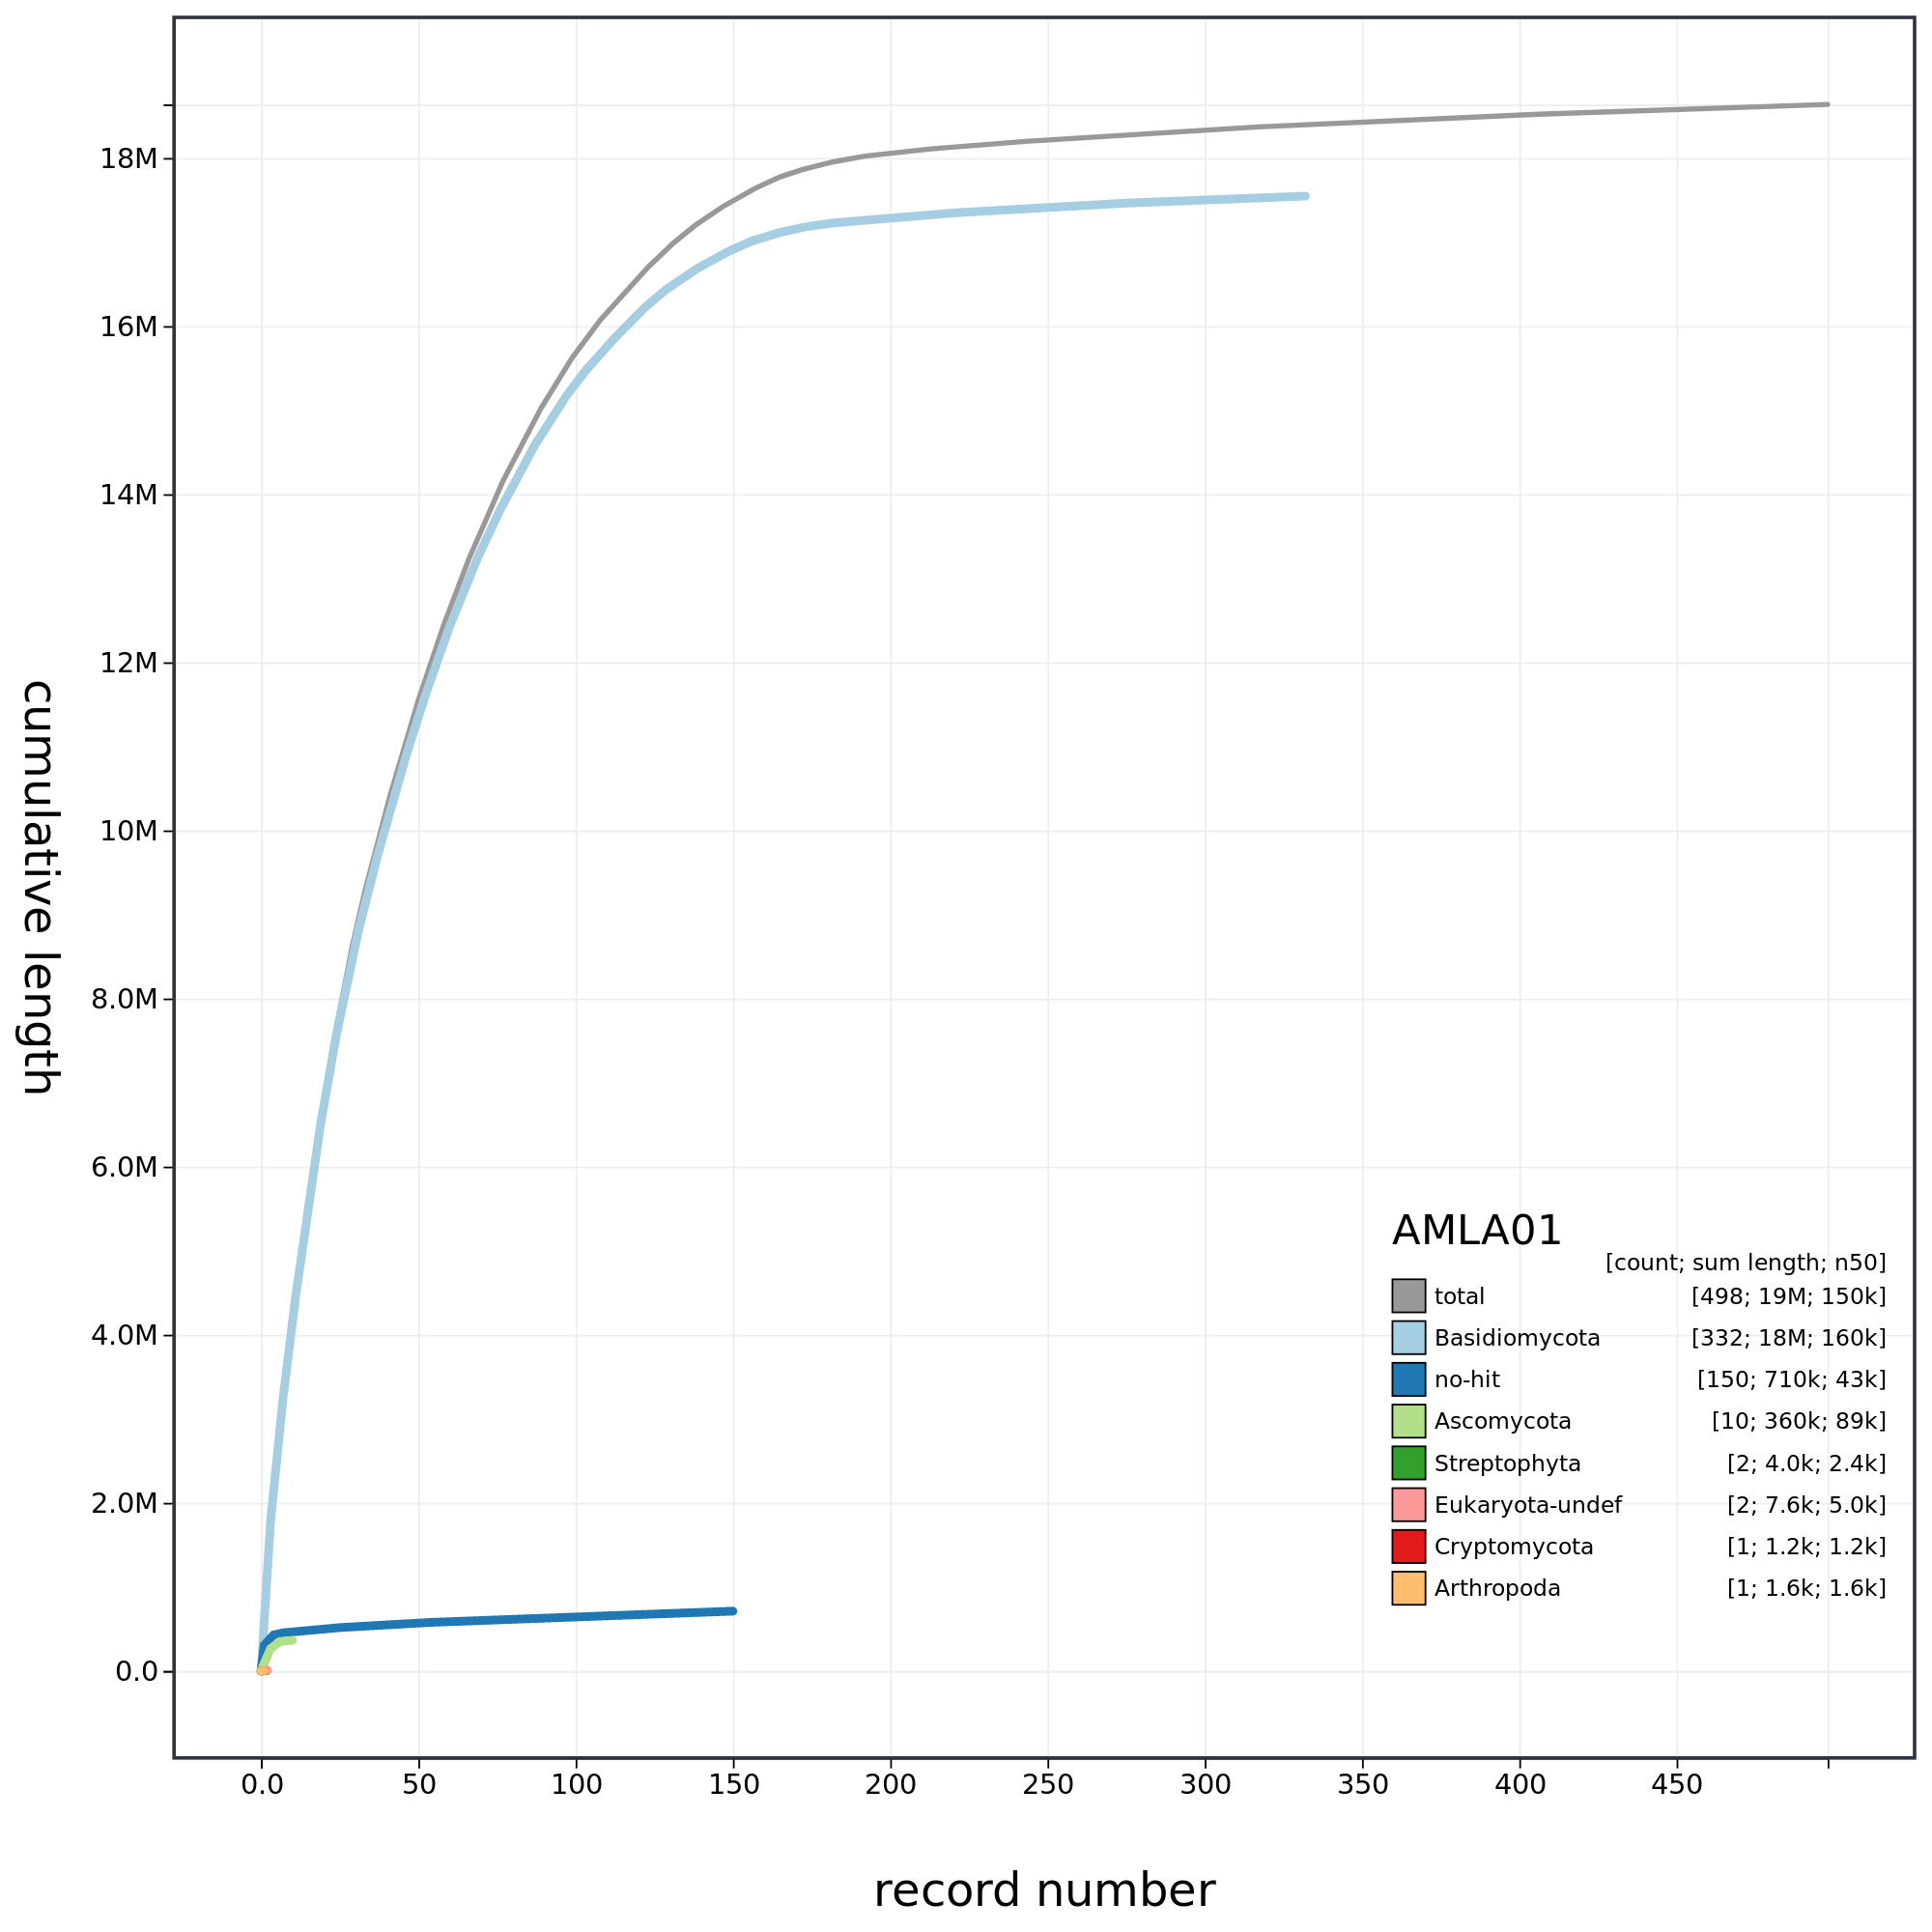 cumulative length
18M
16M
14M
12M
10M
8.0M
6.0M
4.0M
2.0M
0.0
AMLA01
[count; sum length; n50]
total [498; 19M; 150k]
Basidiomycota [332; 18M; 160k]
no-hit [150; 710k; 43k]
Ascomycota [10; 360k; 89k]
Streptophyta [2; 4.0k; 2.4k]
Eukaryota-undef [2; 7.6k; 5.0k]
Cryptomycota [1; 1.2k; 1.2k]
Arthropoda [1; 1.6k; 1.6k]
0.0 50 100 150 200 250 300 350 400 450
record number